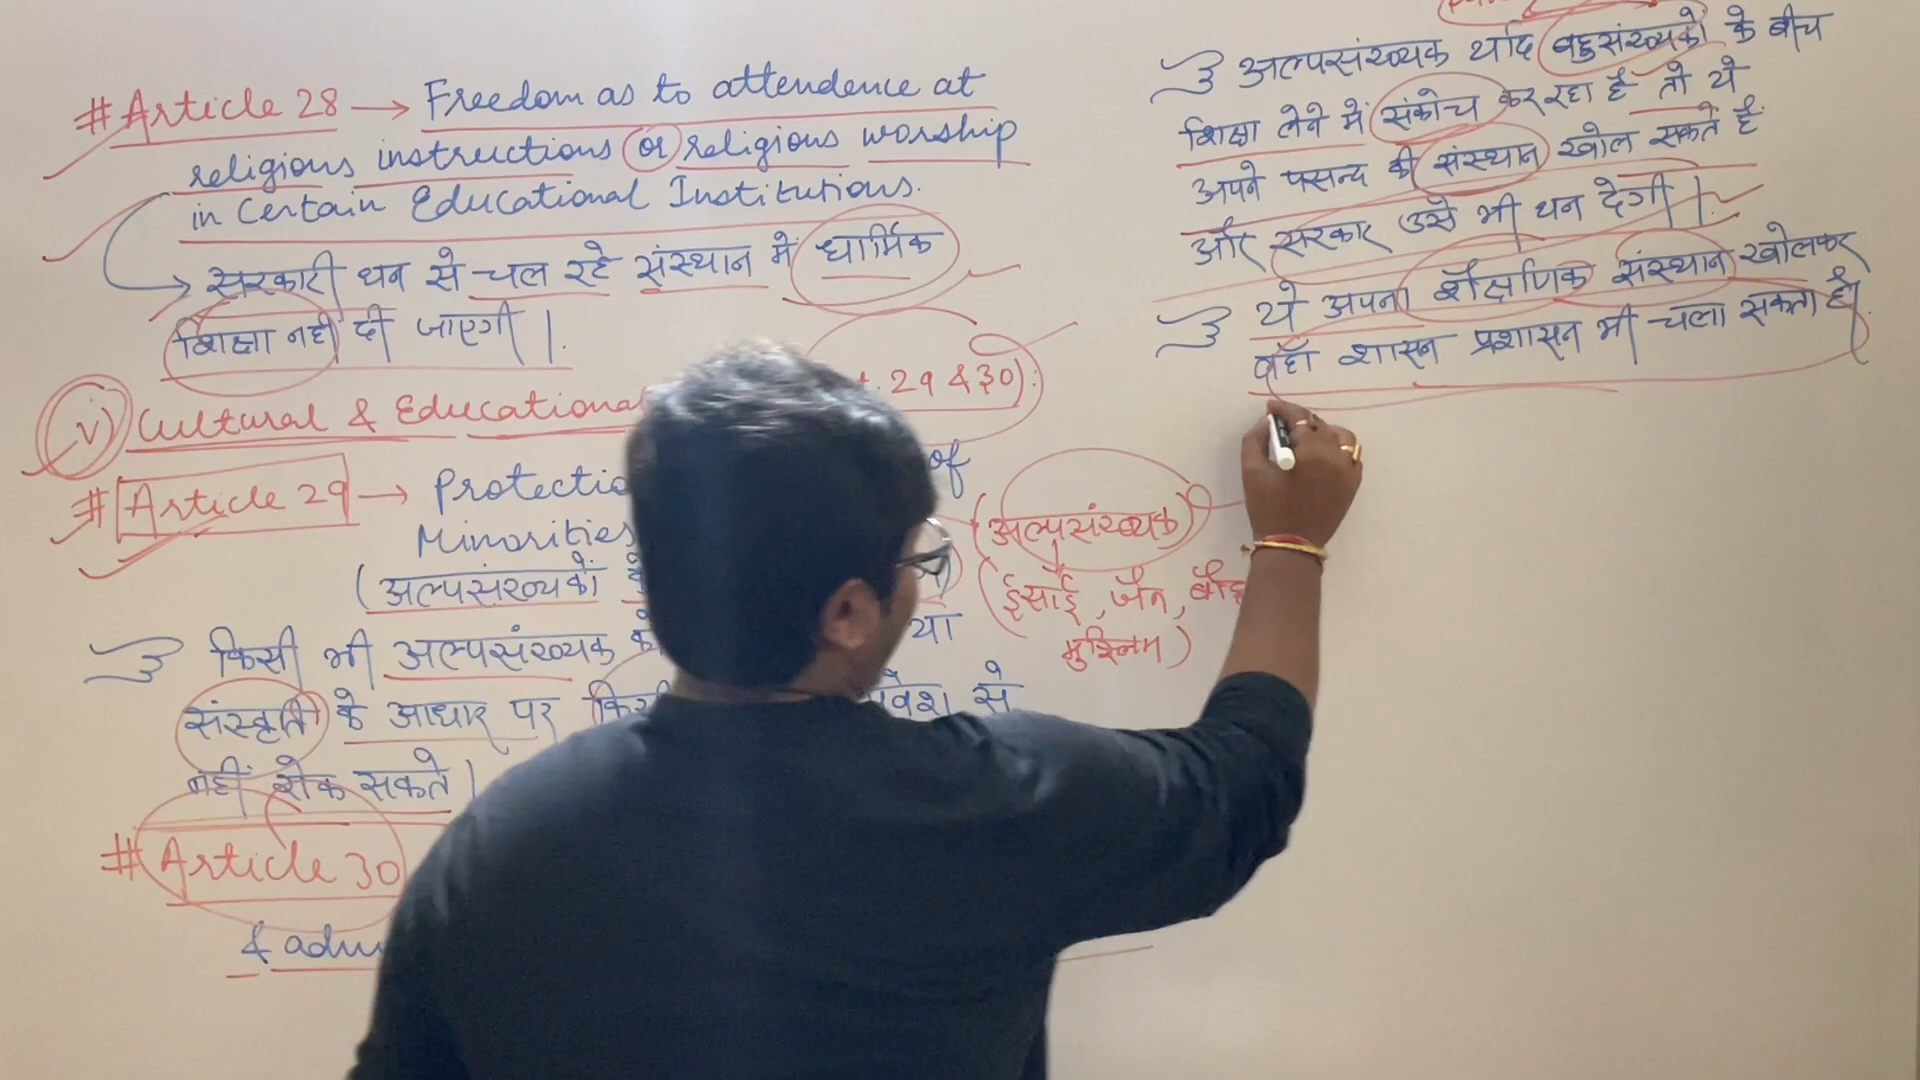 #Article 28 → Freedom as to attendence at
religious instructions or religious worship
in Certain Educational Institutions.
→ सरकारी धन से चल रहे संस्थान में धार्मिक
शिक्षा नहीं दी जाएगी।
v) Cultural & Educational
29 & 30)
# Article 29 → Protectio of
Minorities
(अल्पसंख्यकों
(अल्पसंख्यक)
(ईसाई, जैन, बौद्ध
मुस्लिम)
किसी भी अल्पसंख्यक या
संस्कृति के आधार पर से
नहीं रोक सकते।
# Article 30
&
अल्पसंख्यक यदि बहुसंख्यकों के बीच
शिक्षा लेने में संकोच कर रहा है तो ये
अपने पसन्द की संस्थान खोल सकते हैं
और सरकार उसे भी धन देगी।
ये अपना शैक्षणिक संस्थान खोलकर
वहाँ शासन प्रशासन भी चला सकता है।